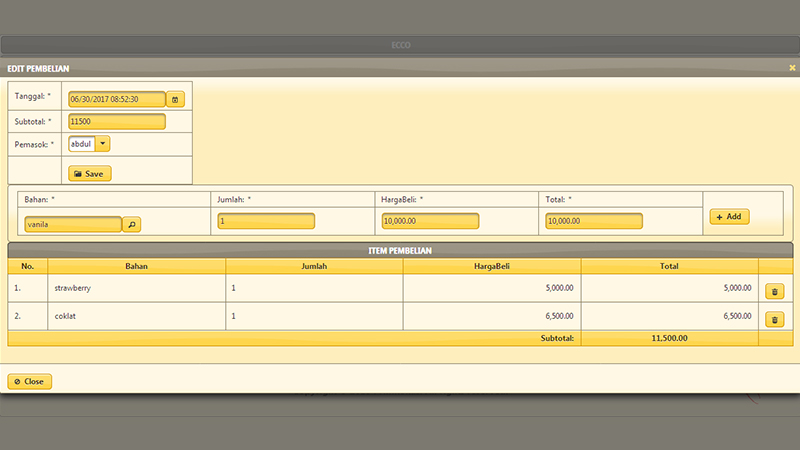 ECCO
EDIT PEMBELIAN
Tanggal: * 06/30/2017 08:52:30
Subtotal: * 11500
Pemasok: * abdul
Save
Bahan: * Jumlah: * HargaBeli: * Total: *
vanila 1 10,000.00 10,000.00 Add
ITEM PEMBELIAN
No. Bahan Jumlah HargaBeli Total
1. strawberry 1 5,000.00 5,000.00
2. coklat 1 6,500.00 6,500.00
Subtotal: 11,500.00
Close